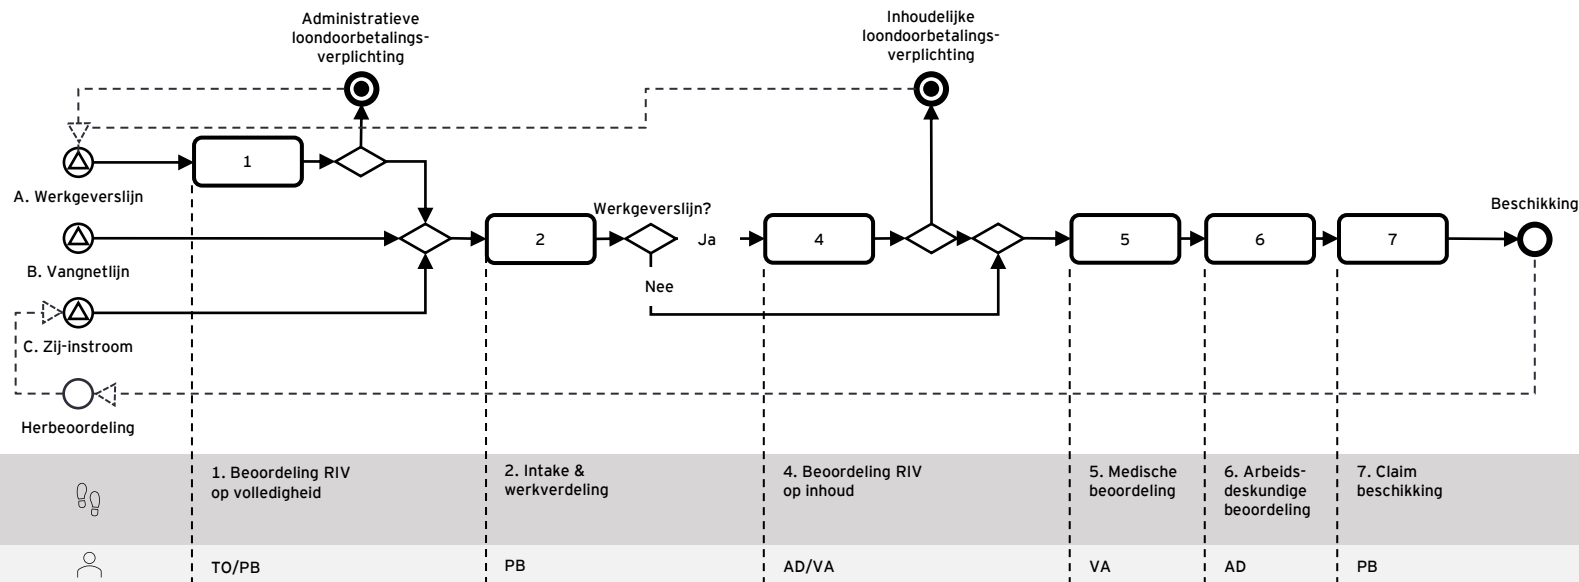 Administratieve
loondoorbetalings-
verplichting
Inhoudelijke
loondoorbetalings-
verplichting
1
A. Werkgeverslijn
Werkgeverslijn?
Beschikking
2
Ja
4
5
6
7
B. Vangnetlijn
Nee
C. Zij-instroom
Herbeoordeling
1. Beoordeling RIV
op volledigheid
2. Intake &
werkverdeling
4. Beoordeling RIV
op inhoud
5. Medische
beoordeling
6. Arbeids-
deskundige
beoordeling
7. Claim
beschikking
TO/PB
PB
AD/VA
VA
AD
PB